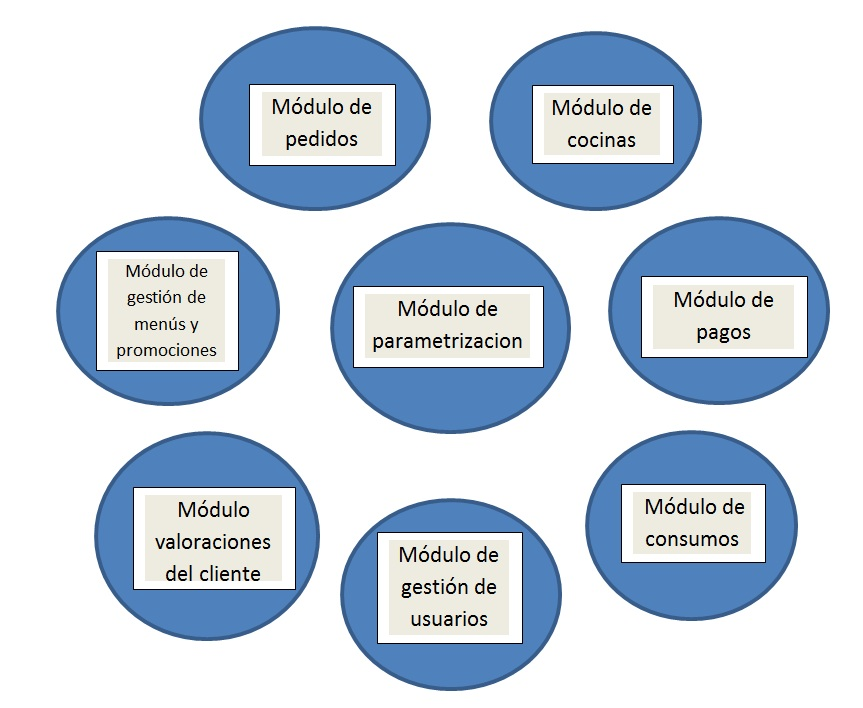 Módulo de
pedidos
Módulo de
cocinas
Módulo de
gestión de
menús y
promociones
Módulo de
parametrizacion
Módulo de
pagos
Módulo
valoraciones
del cliente
Módulo de
gestión de
usuarios
Módulo de
consumos